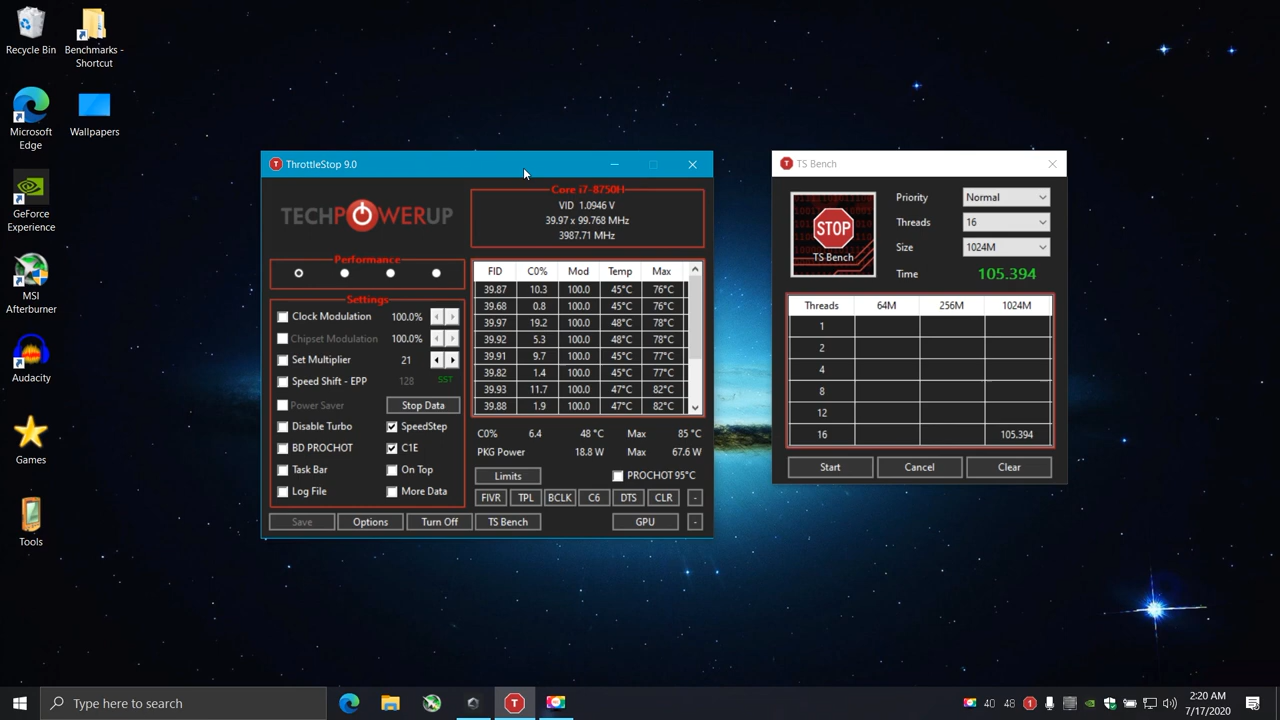 Recycle Bin
Benchmarks -
Shortcut
Microsoft
Edge
Wallpapers
GeForce
Experience
MSI
Afterburner
Audacity
Games
Tools
T ThrottleStop 9.0
TECHPOWERUP
Core i7-8750H
VID 1.0946 V
39.97 x 99.768 MHz
3987.71 MHz
Performance
Settings
Clock Modulation 100.0%
Chipset Modulation 100.0%
Set Multiplier 21
Speed Shift - EPP 128 SST
Power Saver Stop Data
Disable Turbo SpeedStep
BD PROCHOT C1E
Task Bar On Top
Log File More Data
FID C0% Mod Temp Max
39.87 10.3 100.0 45°C 76°C
39.68 0.8 100.0 45°C 76°C
39.97 19.2 100.0 48°C 78°C
39.92 5.3 100.0 48°C 78°C
39.91 9.7 100.0 45°C 77°C
39.82 1.4 100.0 45°C 77°C
39.93 11.7 100.0 47°C 82°C
39.88 1.9 100.0 47°C 82°C
C0% 6.4 48 °C Max 85 °C
PKG Power 18.8 W Max 67.6 W
Limits PROCHOT 95°C
FIVR TPL BCLK C6 DTS CLR -
Save Options Turn Off TS Bench GPU -
T TS Bench
STOP
TS Bench
Priority Normal
Threads 16
Size 1024M
Time 105.394
Threads 64M 256M 1024M
1
2
4
8
12
16 105.394
Start Cancel Clear
Type here to search
T
40 48 1
2:20 AM
7/17/2020